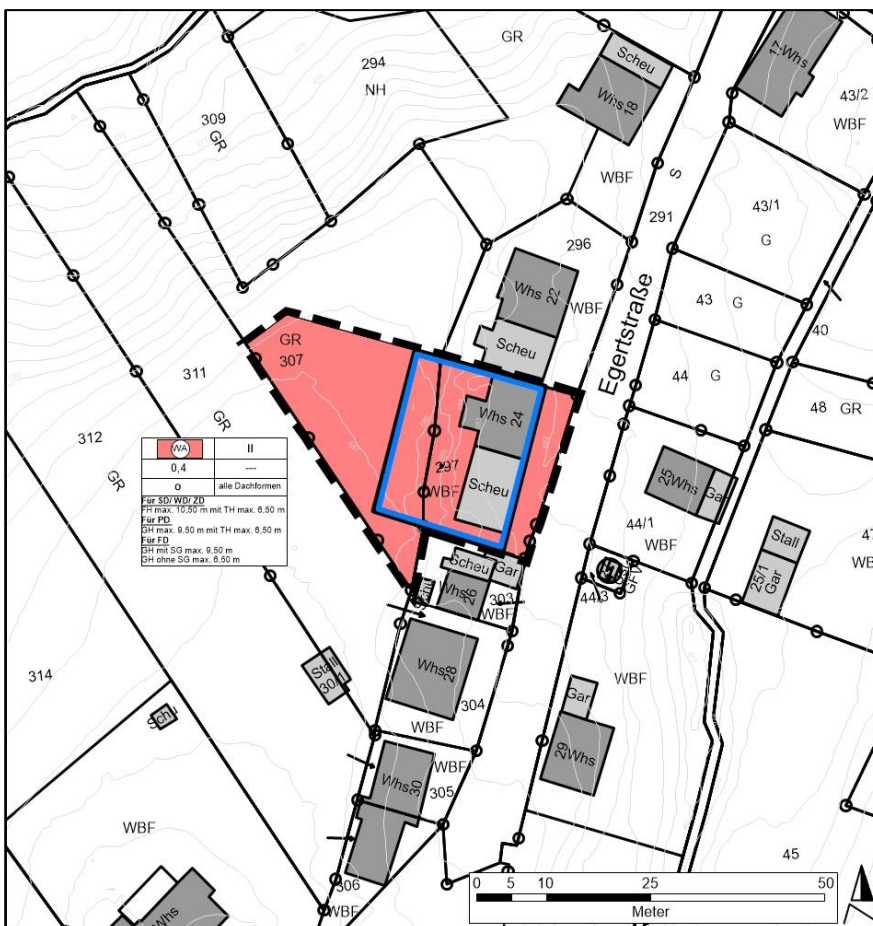 GR
Scheu
17
Whs
294
NH
Whs
18
43/2
WBF
309
GR
WBF
S
291
43/1
G
296
Whs
22
WBF
Egertstraße
43
G
40
Scheu
GR
307
311
44
G
48
GR
GR
312
GR
Whs
24
297
WBF
Scheu
WA
II
0,4
---
o
alle Dachformen
Für SD/ WD/ ZD
FH max. 10,50 m mit TH max. 6,50 m
Für PD
GH max. 9,50 m mit TH max. 6,50 m
Für FD
GH mit SG max. 9,50 m
GH ohne SG max. 6,50 m
25
Whs
Gar
44/1
WBF
Stall
25/1
Gar
47
Scheu
Gar
Whs
26
303
WBF
44/3
GFW
314
Stall
30/1
Whs
28
304
WBF
WBF
Gar
29
Whs
Schu
WBF
Whs
30
WBF
305
WBF
45
306
WBF
Whs
0 5 10 25 50
Meter